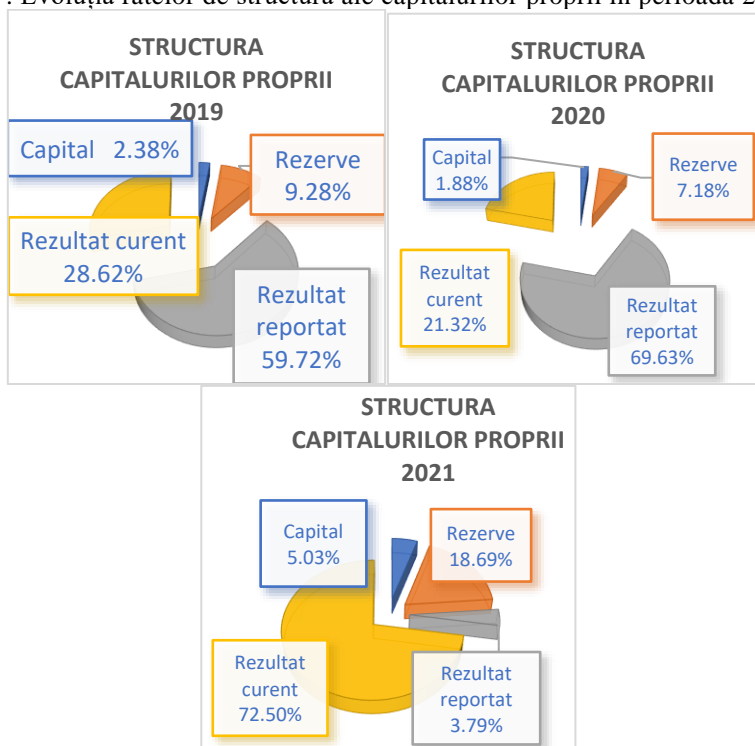 . Evoluția ratelor de structură ale capitalurilor proprii în perioada 2
STRUCTURA
CAPITALURILOR PROPRII
2019
Capital 2.38%
Rezerve
9.28%
Rezultat curent
28.62%
Rezultat
reportat
59.72%
STRUCTURA
CAPITALURILOR PROPRII
2020
Capital
1.88%
Rezerve
7.18%
Rezultat
curent
21.32%
Rezultat
reportat
69.63%
STRUCTURA
CAPITALURILOR PROPRII
2021
Capital
5.03%
Rezerve
18.69%
Rezultat
curent
72.50%
Rezultat
reportat
3.79%